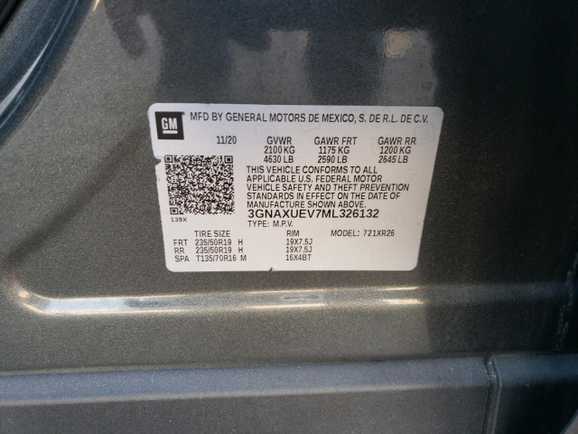 GM
MFD BY GENERAL MOTORS DE MEXICO, S. DE R.L. DE C.V.
11/20 GVWR GAWR FRT GAWR RR
2100 KG 1175 KG 1200 KG
4630 LB 2590 LB 2645 LB
THIS VEHICLE CONFORMS TO ALL
APPLICABLE U.S. FEDERAL MOTOR
VEHICLE SAFETY AND THEFT PREVENTION
STANDARDS IN EFFECT ON THE DATE OF
MANUFACTURE SHOWN ABOVE.
139X 3GNAXUEV7ML326132
TYPE: M.P.V.
TIRE SIZE RIM MODEL: 7Z1XR26
FRT 235/50R19 H 19X7.5J
RR 235/50R19 H 19X7.5J
SPA T135/70R16 M 16X4BT